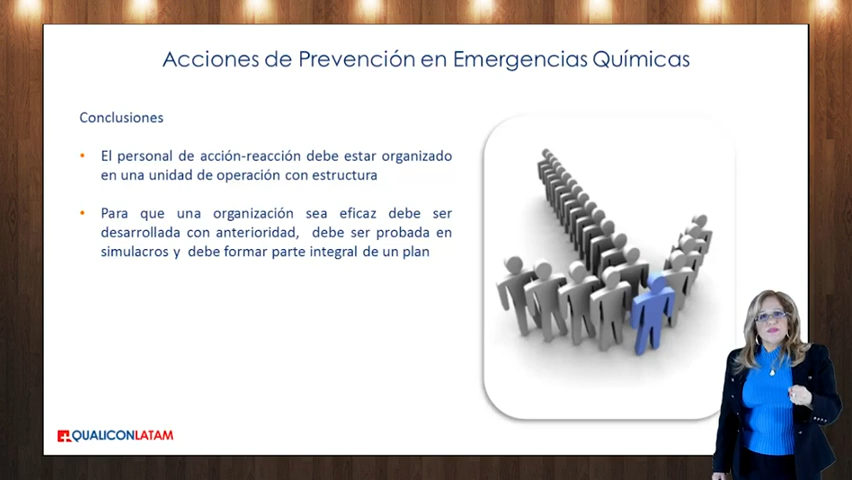 Acciones de Prevención en Emergencias Químicas
Conclusiones
• El personal de acción-reacción debe estar organizado
en una unidad de operación con estructura
• Para que una organización sea eficaz debe ser
desarrollada con anterioridad, debe ser probada en
simulacros y debe formar parte integral de un plan
QUALICONLATAM